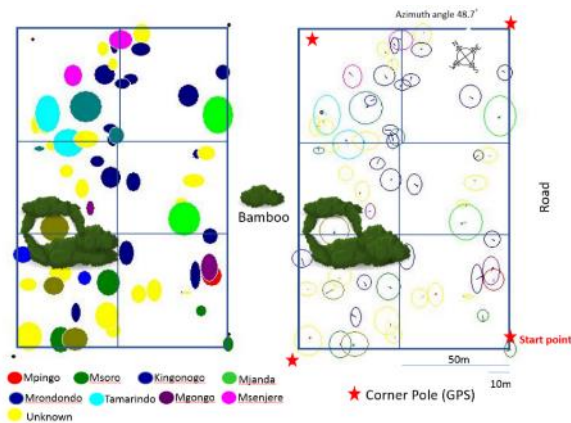 Azimuth angle 48.7°
Bamboo
Road
Start point
50m
10m
Corner Pole (GPS)
Mpingo
Msoro
Kingonogo
Mjanda
Mrondondo
Tamarindo
Mgongo
Msenjere
Unknown